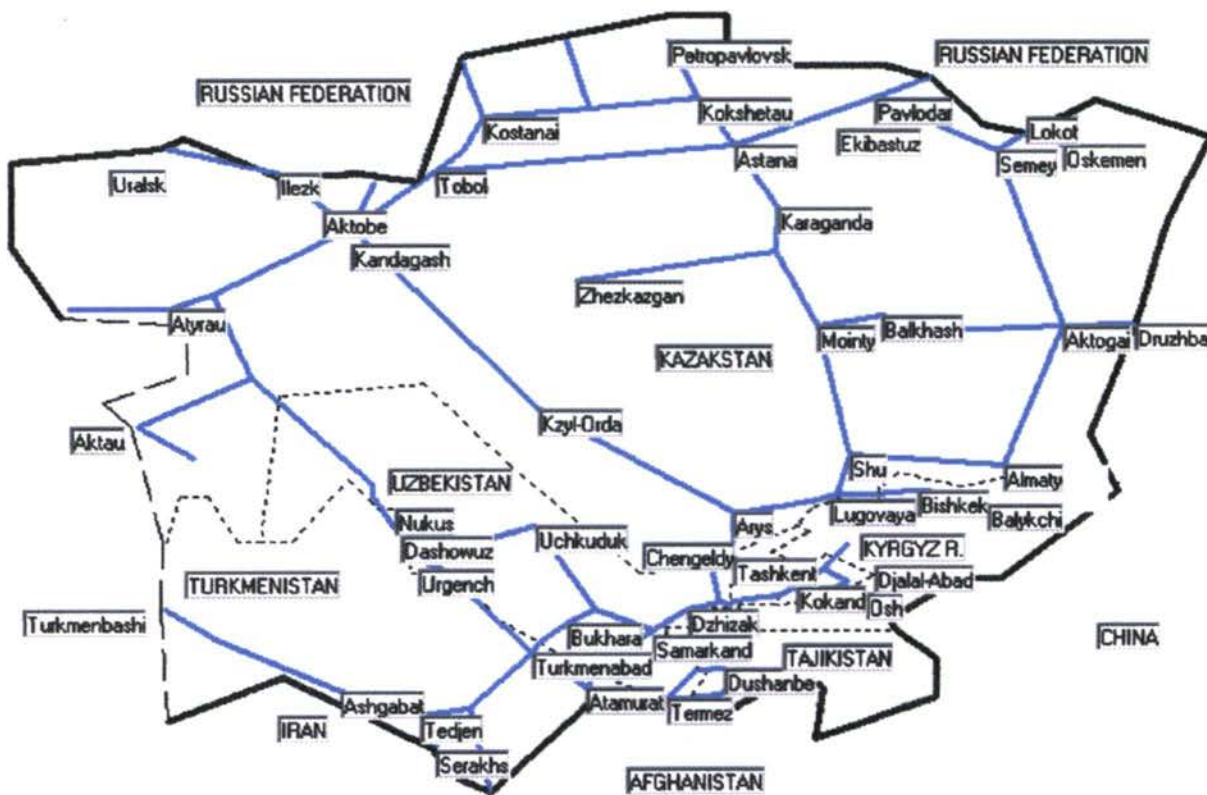 Petropavlovsk
RUSSIAN FEDERATION
RUSSIAN FEDERATION
Kostanai
Kokshetau
Pavlodar
Lokot
Ekibastuz
Astana
Semey
Oskemen
Uralsk
Ilezk
Tobol
Aktobe
Karaganda
Kandagash
Zhezkazgan
Atyrau
Mointy
Balkhash
Aktogai
Druzhba
KAZAKSTAN
Aktau
Kzyl-Orda
Shu
Almaty
UZBEKISTAN
Lugovaya
Bishkek
Balykchi
Nukus
Uchkuduk
Arys
Dashowuz
Chengeldy
KYRGYZ R.
TURKMENISTAN
Urgench
Tashkent
Djalal-Abad
Kokand
Osh
Turkmenbashi
Bukhara
Dzhizak
Samarkand
CHINA
Turkmenabad
TAJIKISTAN
Dushanbe
Ashgabat
Atamurat
Termez
IRAN
Tedjen
Serakhs
AFGHANISTAN